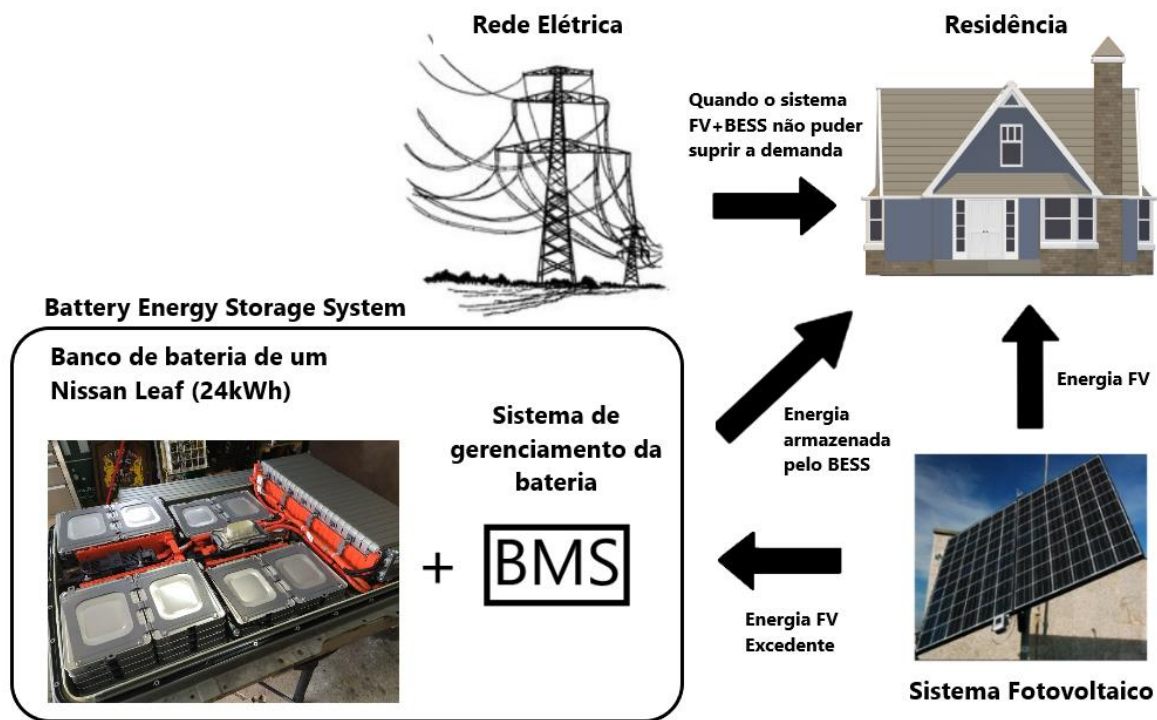 Rede Elétrica
Residência
Quando o sistema
FV+BESS não puder
suprir a demanda
Battery Energy Storage System
Banco de bateria de um
Nissan Leaf (24kWh)
Sistema de
gerenciamento da
bateria
+
BMS
Energia
armazenada
pelo BESS
Energia FV
Energia FV
Excedente
Sistema Fotovoltaico